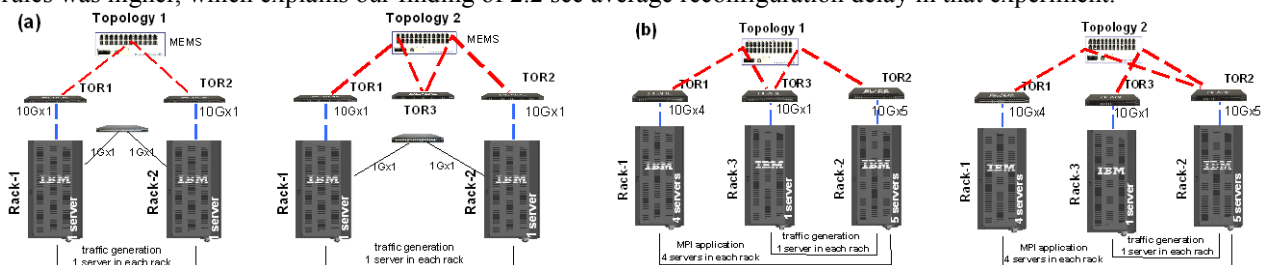 rules was higher, which explains our finding of 2.2 sec average reconfiguration delay in that experiment.
(a)
Topology 1
MEMS
TOR1
TOR2
10Gx1
10Gx1
1Gx1
1Gx1
Rack-1
Rack-2
IBM
IBM
1 server
1 server
traffic generation
1 server in each rack
Topology 2
MEMS
TOR1
TOR3
TOR2
10Gx1
10Gx1
1Gx1
1Gx1
Rack-1
Rack-2
IBM
IBM
1 server
1 server
traffic generation
1 server in each rack
(b)
Topology 1
TOR1
TOR3
TOR2
10Gx4
10Gx1
10Gx5
Rack-1
Rack-3
Rack-2
IBM
IBM
IBM
4 servers
1 server
5 servers
MPI application
4 servers in each rack
traffic generation
1 server in each rach
Topology 2
TOR1
TOR3
TOR2
10Gx4
10Gx1
10Gx5
Rack-1
Rack-3
Rack-2
IBM
IBM
IBM
4 servers
1 server
5 servers
MPI application
4 servers in each rack
traffic generation
1 server in each rack